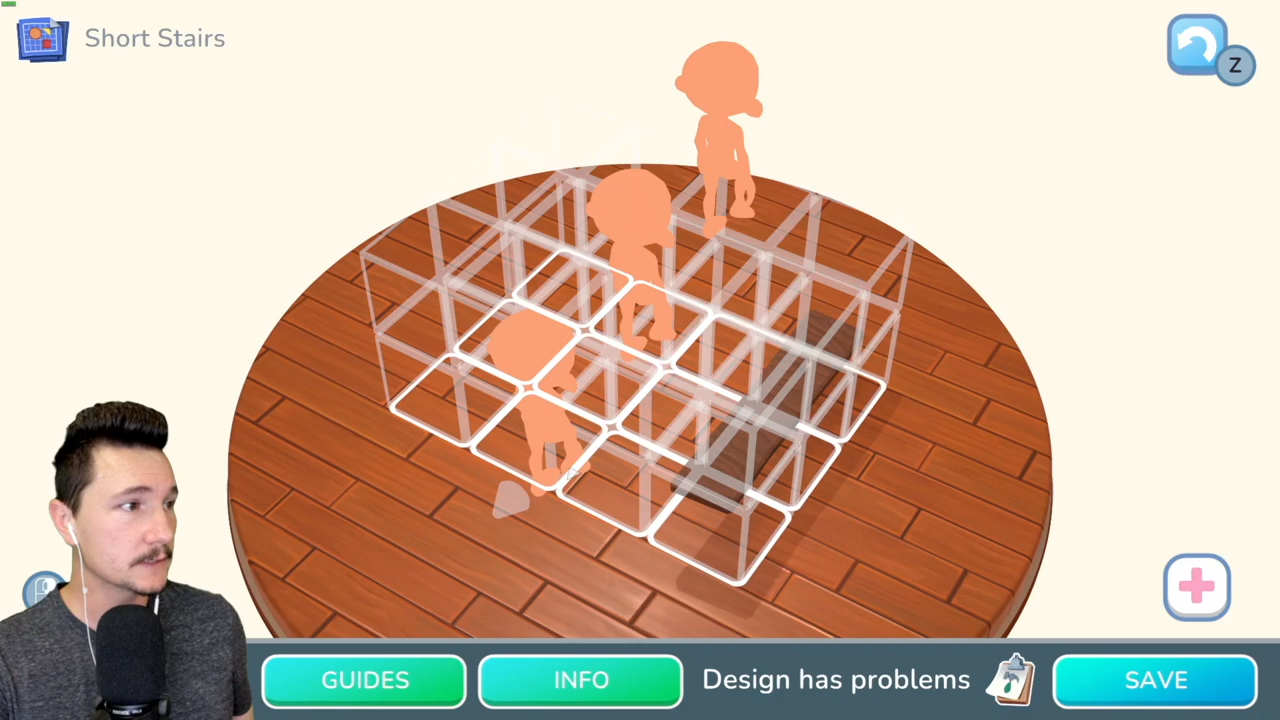 Short Stairs
Z
GUIDES
INFO
Design has problems
SAVE